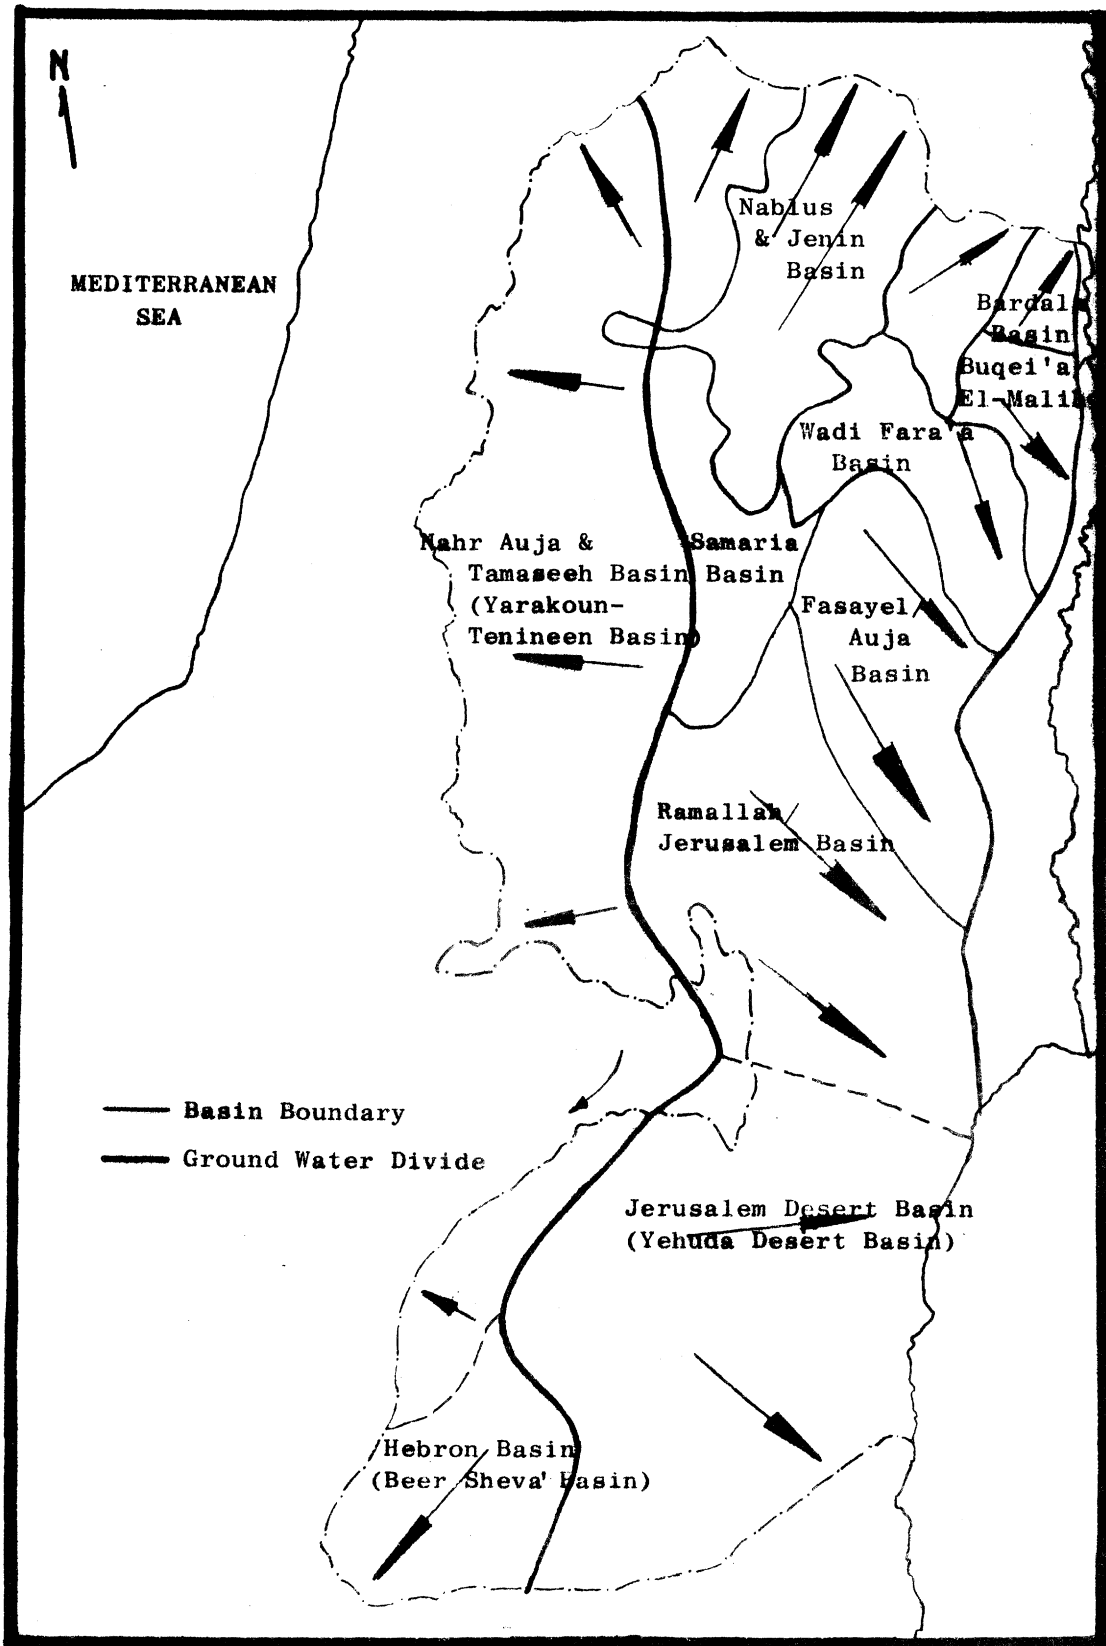 N
MEDITERRANEAN
SEA
Nablus
& Jenin
Basin
Bardala
Basin
Buqei'a
El-Malih
Wadi Fara'a
Basin
Nahr Auja &
Tamaseeh Basin
(Yarakoun-
Tenineen Basin)
Samaria
Basin
Fasayel/
Auja
Basin
Ramallah/
Jerusalem Basin
Basin Boundary
Ground Water Divide
Jerusalem Desert Basin
(Yehuda Desert Basin)
Hebron Basin
(Beer Sheva' Basin)